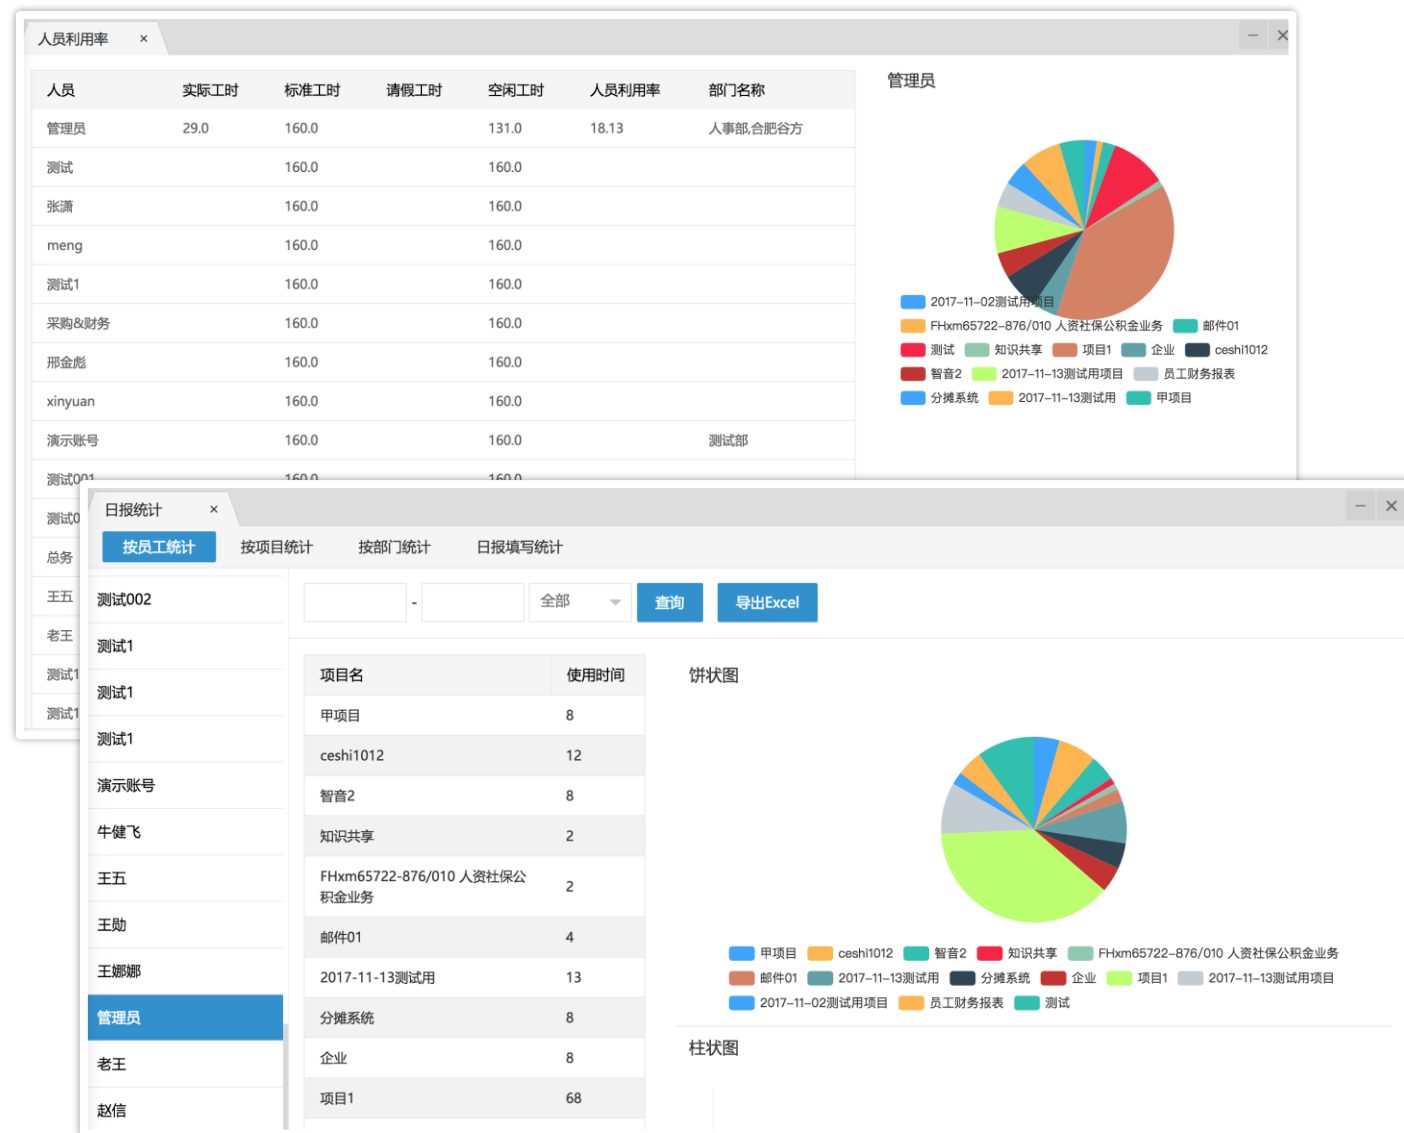 人员利用率 ×
人员 实际工时 标准工时 请假工时 空闲工时 人员利用率 部门名称
管理员 29.0 160.0 131.0 18.13 人事部,合肥谷方
测试 160.0 160.0
张潇 160.0 160.0
meng 160.0 160.0
测试1 160.0 160.0
采购&财务 160.0 160.0
邢金彪 160.0 160.0
xinyuan 160.0 160.0
演示账号 160.0 160.0 测试部
测试001 160.0 160.0
测试0
总务
王五
老王
测试1
测试1
管理员
2017-11-02测试用项目
FHxm65722-876/010 人资社保公积金业务 邮件01
测试 知识共享 项目1 企业 ceshi1012
智音2 2017-11-13测试用项目 员工财务报表
分摊系统 2017-11-13测试用 甲项目
日报统计 ×
按员工统计 按项目统计 按部门统计 日报填写统计
测试002
测试1
测试1
测试1
演示账号
牛健飞
王五
王勋
王娜娜
管理员
老王
赵信
- 全部 查询 导出Excel
项目名 使用时间
甲项目 8
ceshi1012 12
智音2 8
知识共享 2
FHxm65722-876/010 人资社保公
积金业务 2
邮件01 4
2017-11-13测试用 13
分摊系统 8
企业 8
项目1 68
饼状图
甲项目 ceshi1012 智音2 知识共享 FHxm65722-876/010 人资社保公积金业务
邮件01 2017-11-13测试用 分摊系统 企业 项目1 2017-11-13测试用项目
2017-11-02测试用项目 员工财务报表 测试
柱状图